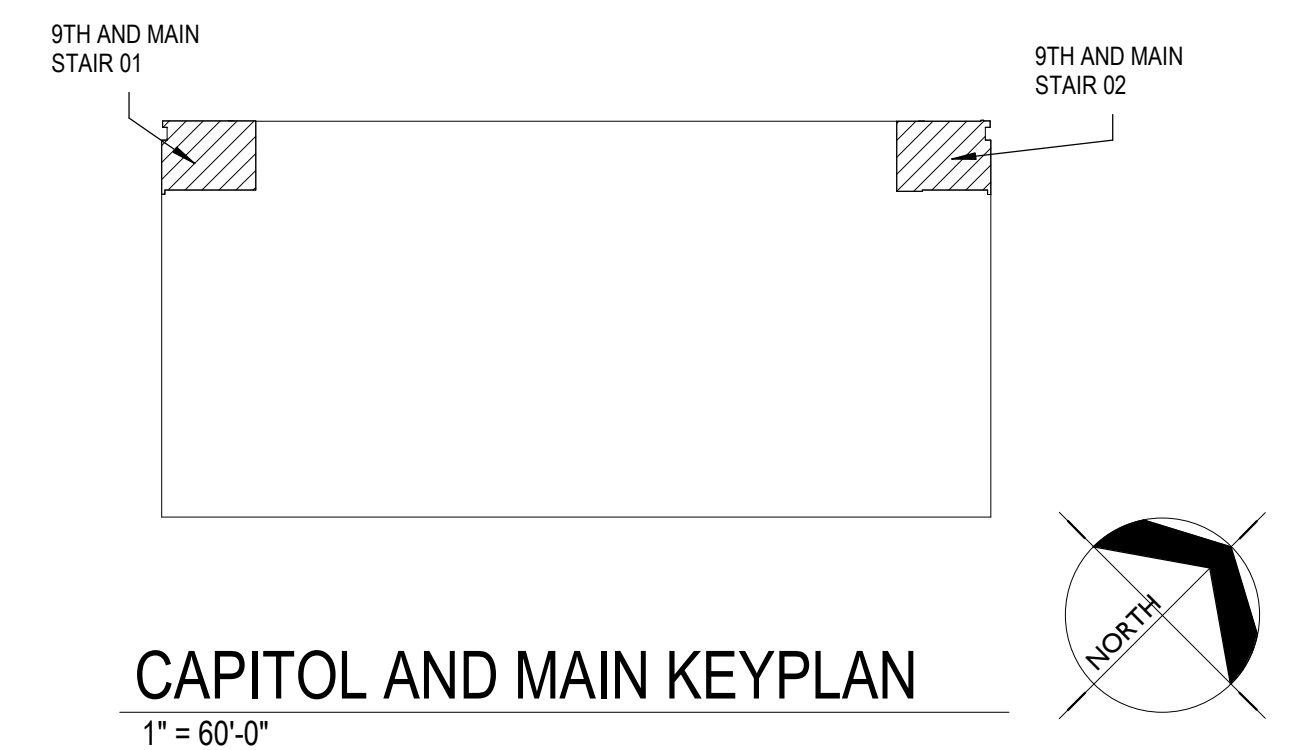 9TH AND MAIN
STAIR 01
9TH AND MAIN
STAIR 02
NORTH
CAPITOL AND MAIN KEYPLAN
1" = 60'-0"